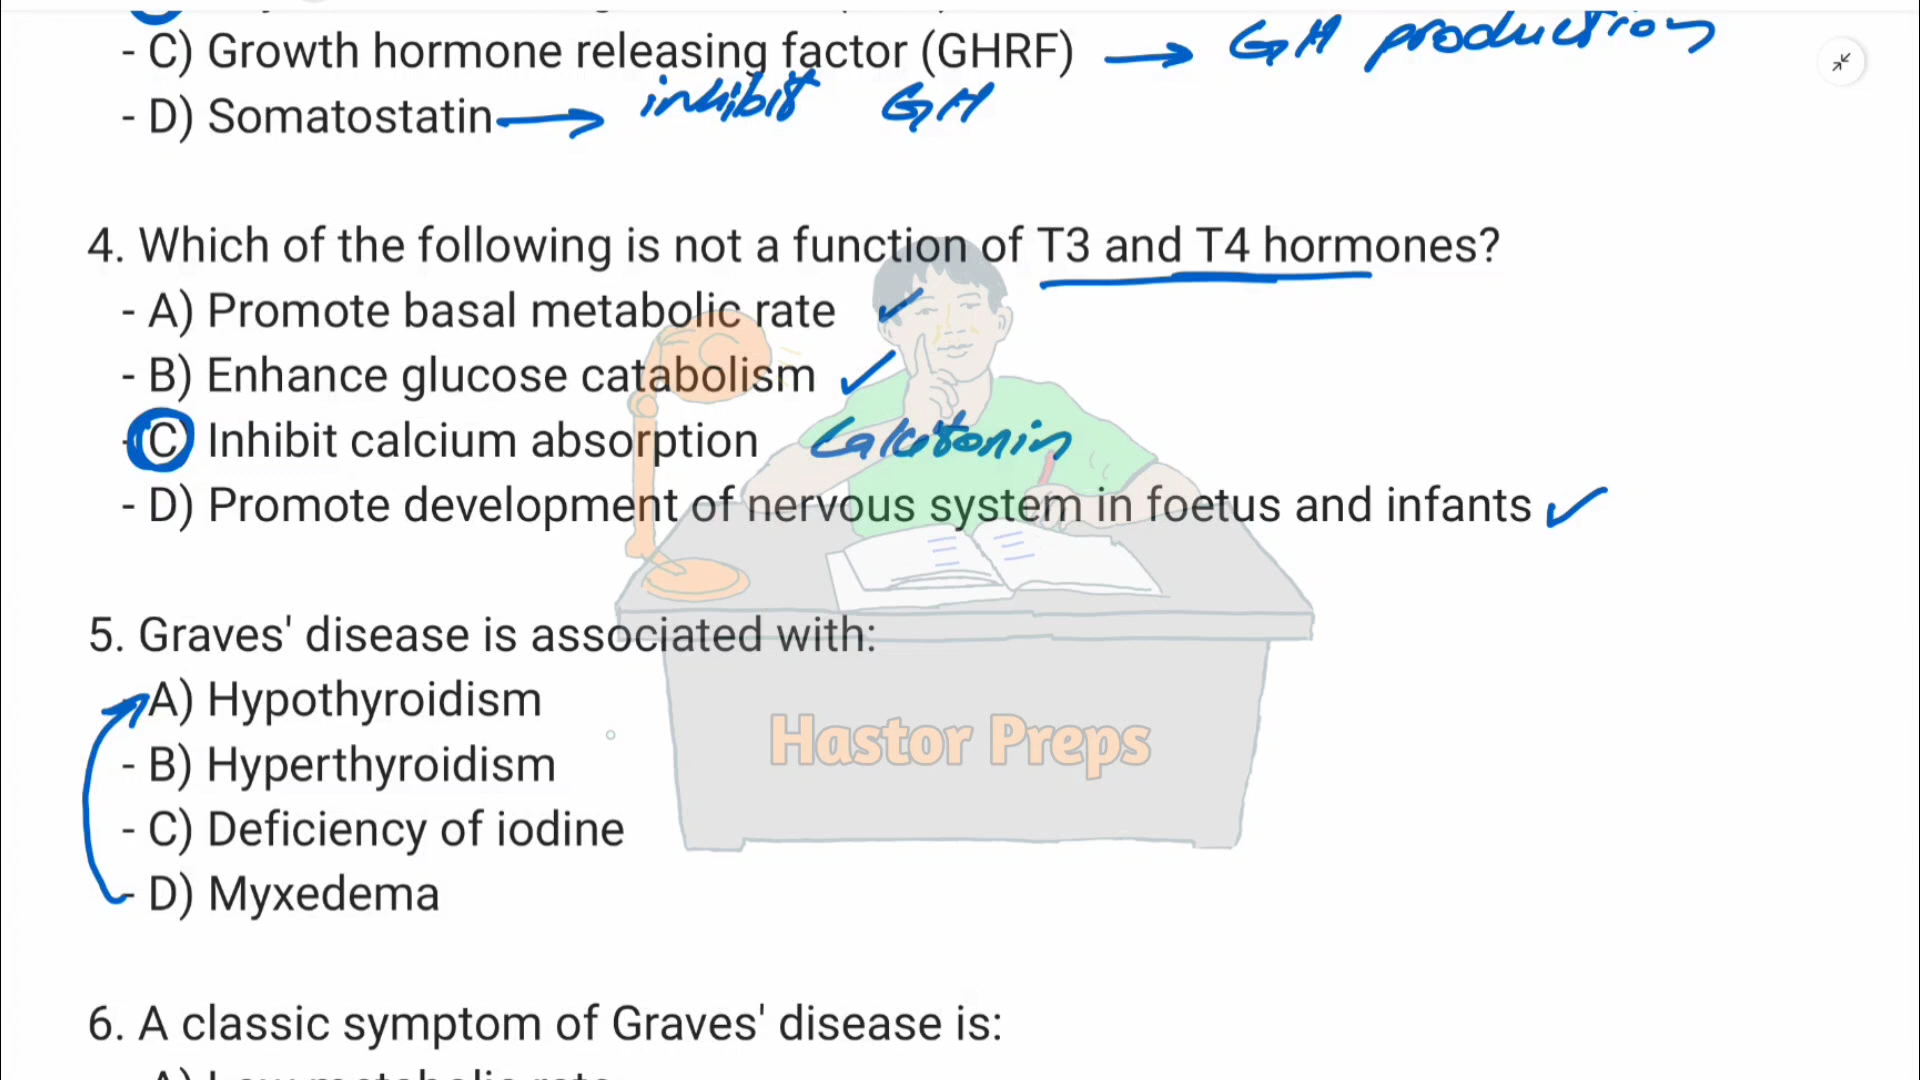 - C) Growth hormone releasing factor (GHRF) → GH production
- D) Somatostatin → inhibit GH
4. Which of the following is not a function of T3 and T4 hormones?
- A) Promote basal metabolic rate ✓
- B) Enhance glucose catabolism ✓
- C) Inhibit calcium absorption Calcitonin
- D) Promote development of nervous system in foetus and infants ✓
5. Graves' disease is associated with:
A) Hypothyroidism
- B) Hyperthyroidism
- C) Deficiency of iodine
- D) Myxedema
Hastor Preps
6. A classic symptom of Graves' disease is: